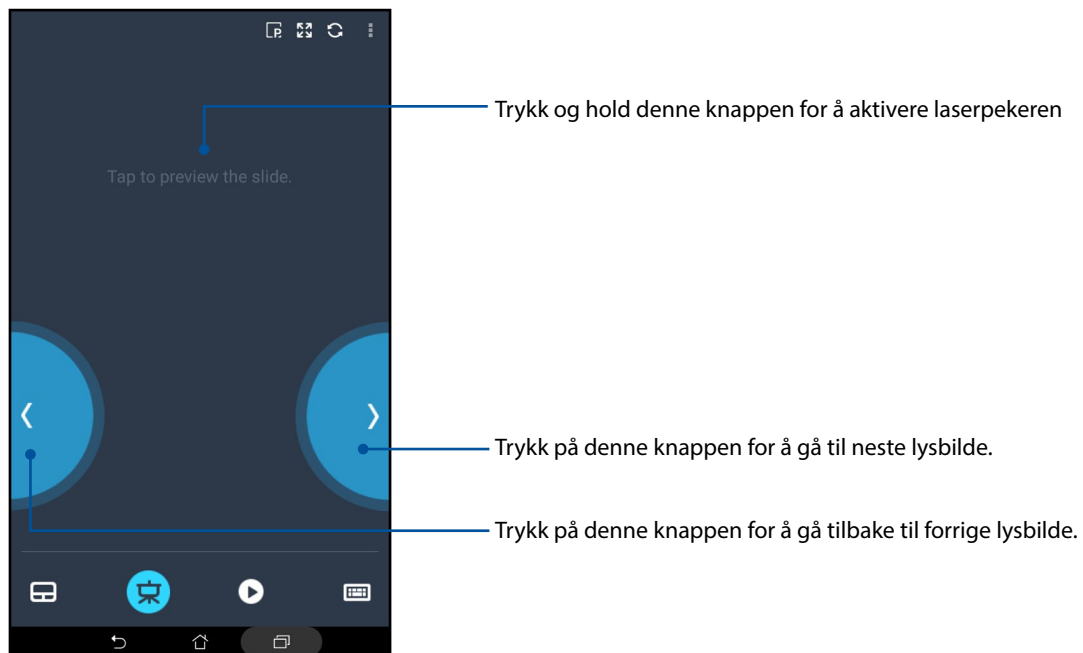 Trykk og hold denne knappen for å aktivere laserpekeren
Tap to preview the slide.
Trykk på denne knappen for å gå til neste lysbilde.
Trykk på denne knappen for å gå tilbake til forrige lysbilde.